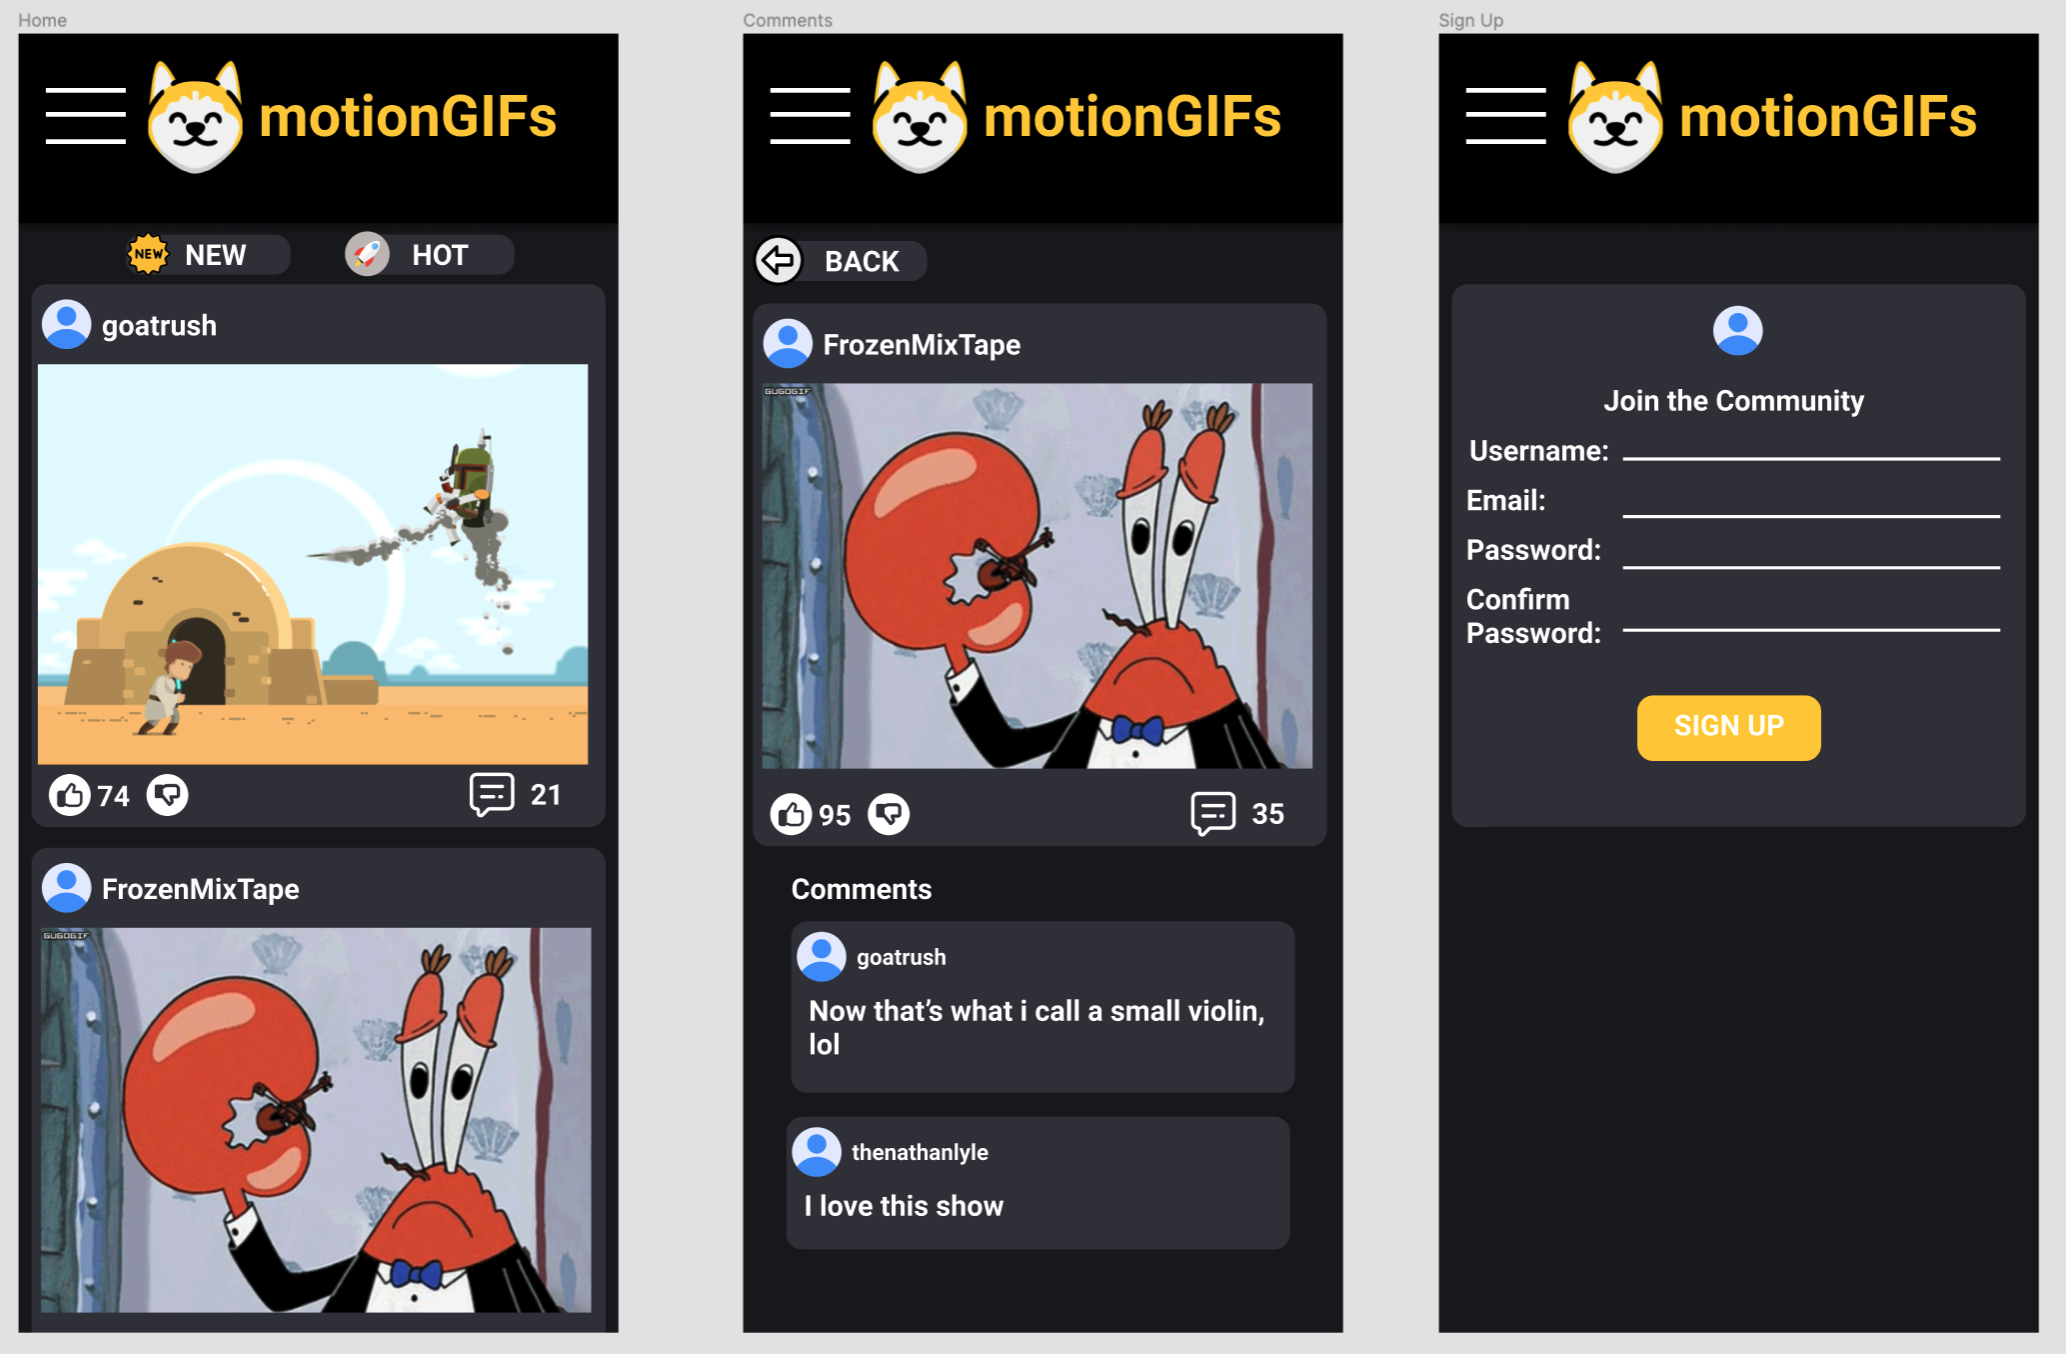 Home
motionGIFs
NEW NEW
HOT
goatrush
74
21
FrozenMixTape
GUGOGIF
Comments
motionGIFs
BACK
FrozenMixTape
GUGOGIF
95
35
Comments
goatrush
Now that’s what i call a small violin,
lol
thenathanlyle
I love this show
Sign Up
motionGIFs
Join the Community
Username:
Email:
Password:
Confirm
Password:
SIGN UP